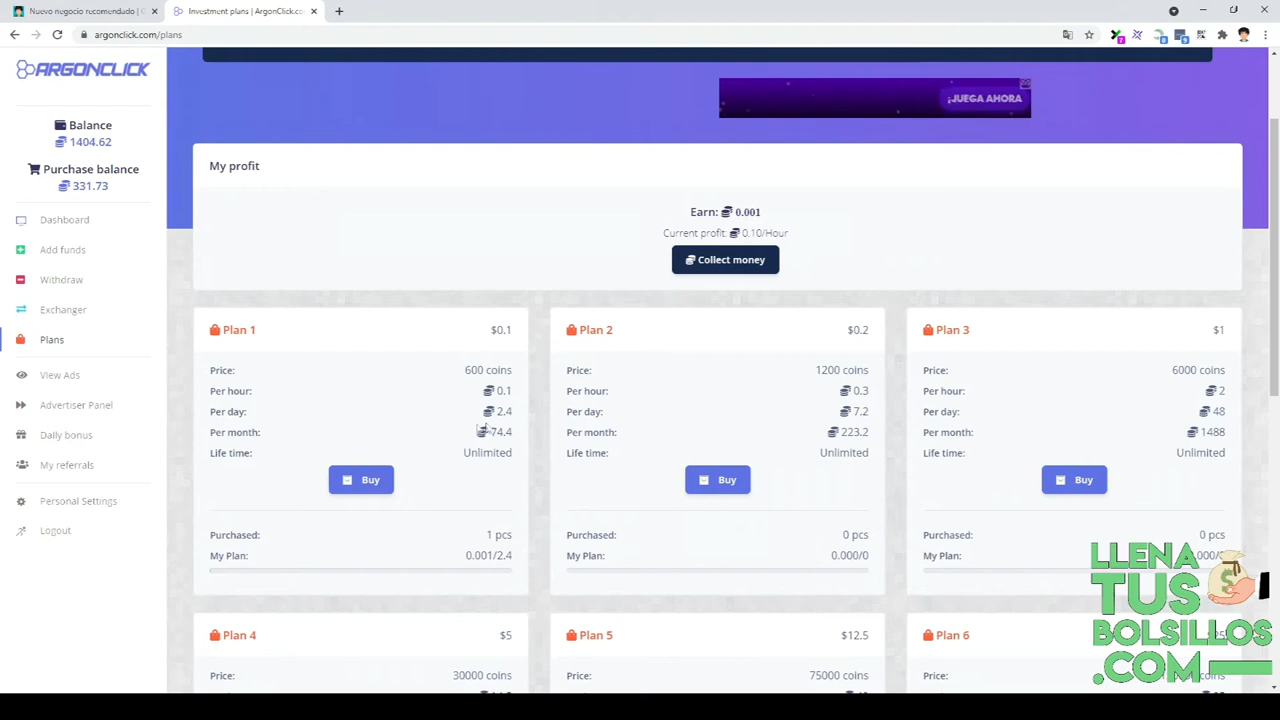 Nuevo negocio recomendado |
Investment plans | ArgonClick.co
argonclick.com/plans
ARGONCLICK
Balance
1404.62
Purchase balance
331.73
Dashboard
Add funds
Withdraw
Exchanger
Plans
View Ads
Advertiser Panel
Daily bonus
My referrals
Personal Settings
Logout
¡JUEGA AHORA
My profit
Earn: 0.001
Current profit: 0.10/Hour
Collect money
Plan 1 $0.1
Price: 600 coins
Per hour: 0.1
Per day: 2.4
Per month: 74.4
Life time: Unlimited
Buy
Purchased: 1 pcs
My Plan: 0.001/2.4
Plan 2 $0.2
Price: 1200 coins
Per hour: 0.3
Per day: 7.2
Per month: 223.2
Life time: Unlimited
Buy
Purchased: 0 pcs
My Plan: 0.000/0
Plan 3 $1
Price: 6000 coins
Per hour: 2
Per day: 48
Per month: 1488
Life time: Unlimited
Buy
Purchased: 0 pcs
My Plan:
Plan 4 $5
Price: 30000 coins
Plan 5 $12.5
Price: 75000 coins
Plan 6
Price: coins
LLENA
TUS
BOLSILLOS
.COM